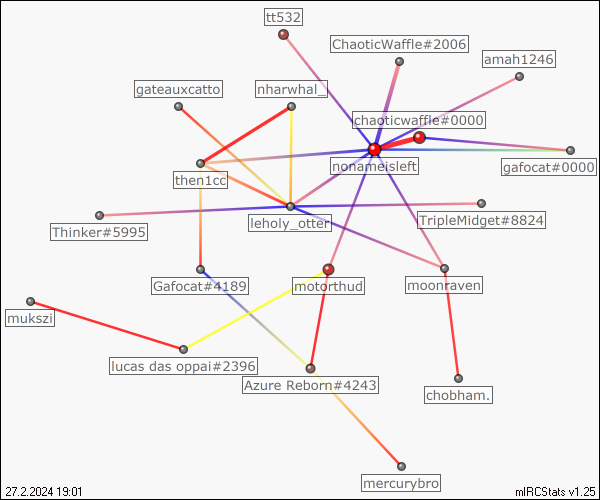 tt532
ChaoticWaffle#2006
amah1246
gateauxcatto
nharwhal_
chaoticwaffle#0000
nonameisleft
gafocat#0000
then1cc
leholy_otter
TripleMidget#8824
Thinker#5995
Gafocat#4189
motorthud
moonraven
mukszi
lucas das oppai#2396
Azure Reborn#4243
chobham.
mercurybro
27.2.2024 19:01
mIRCStats v1.25